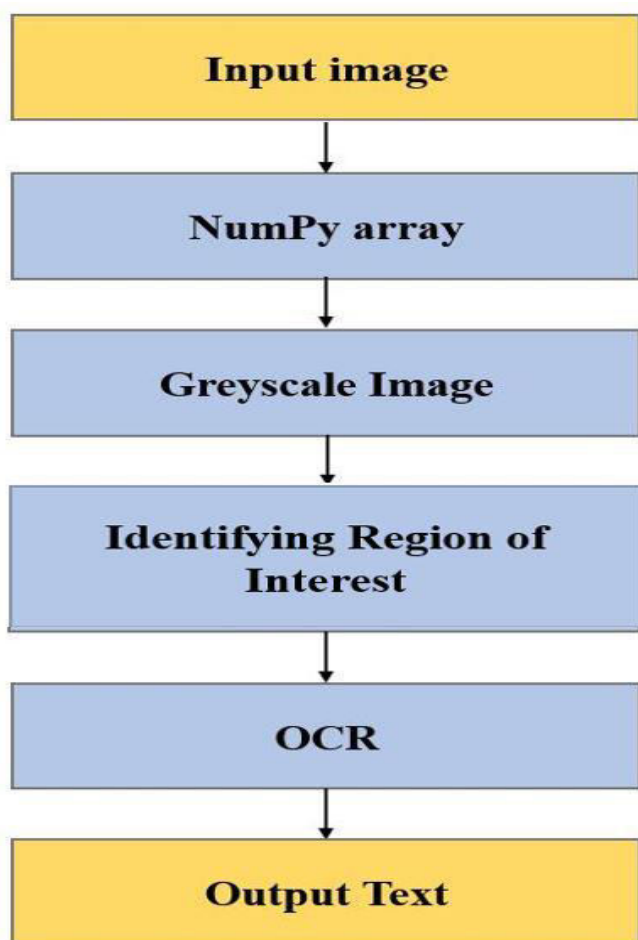 Input image
NumPy array
Greyscale Image
Identifying Region of
Interest
OCR
Output Text